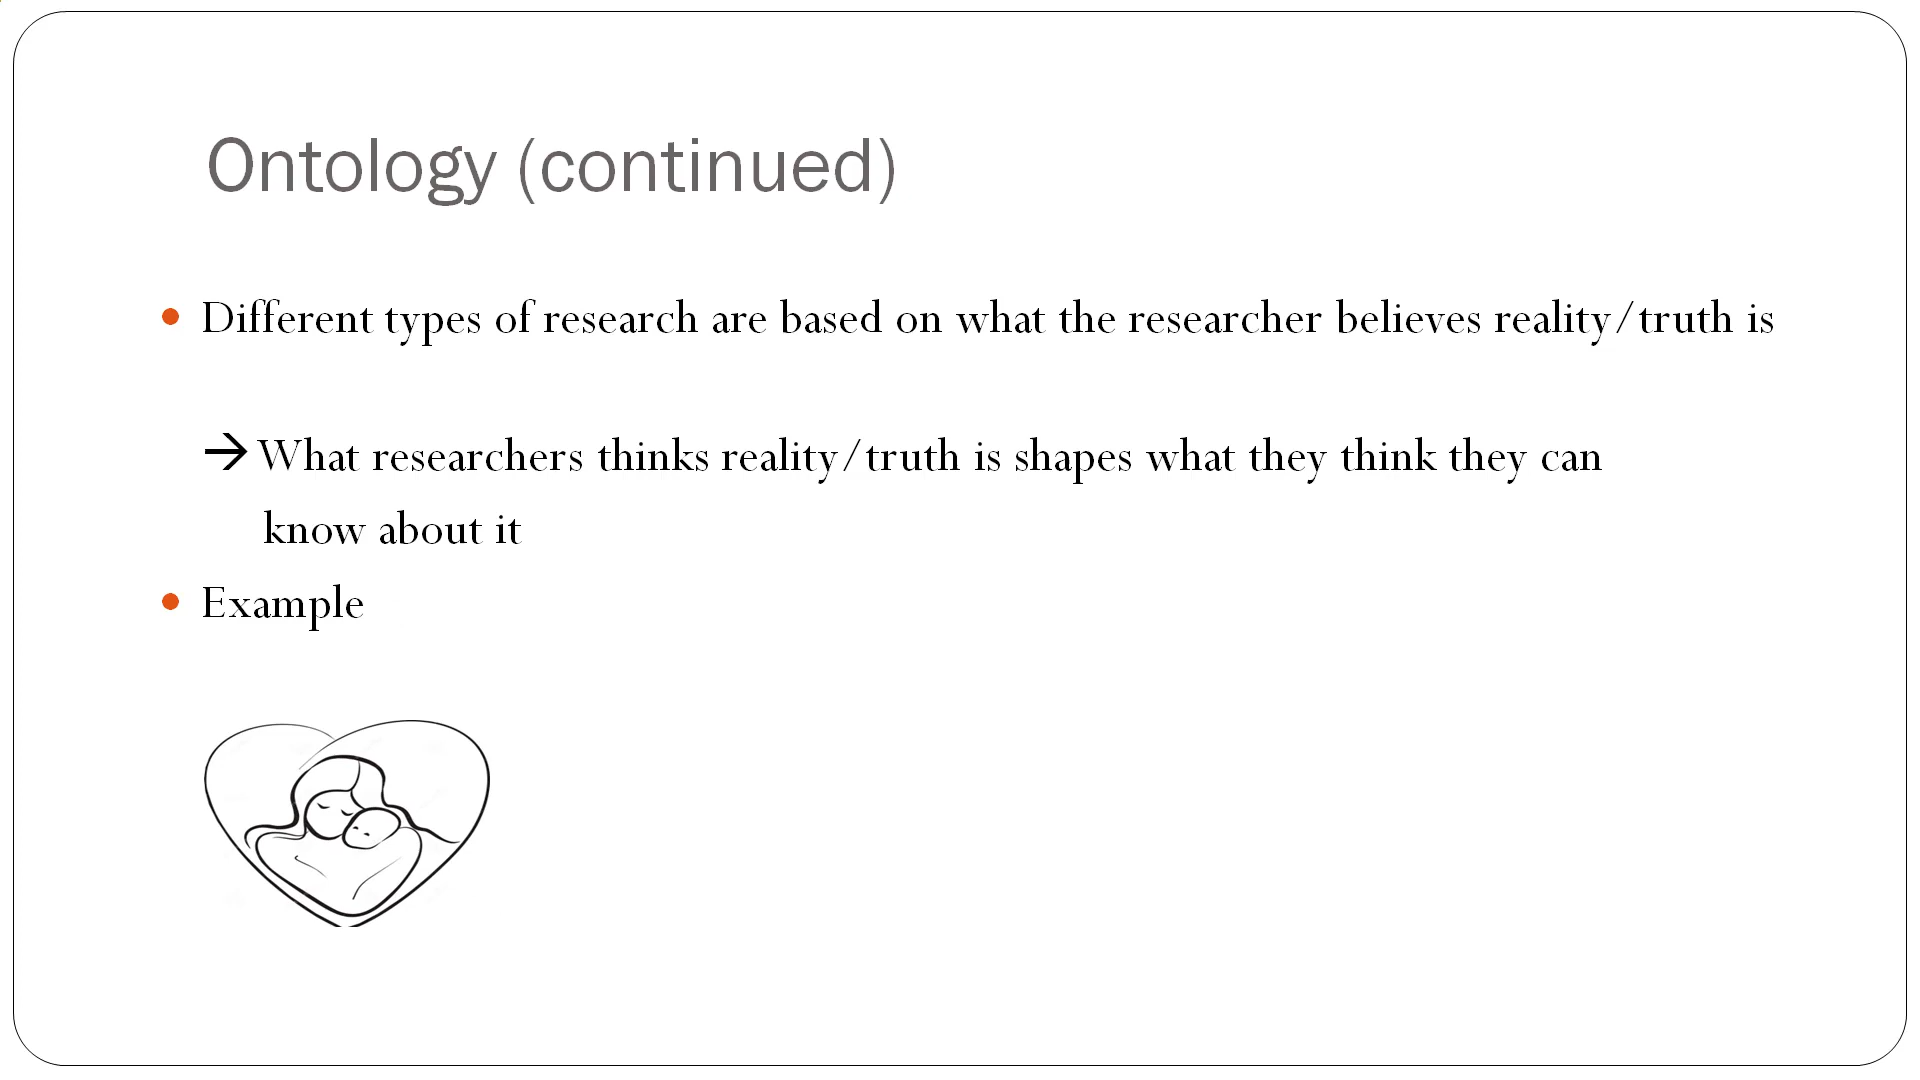 Ontology (continued)
• Different types of research are based on what the researcher believes reality/truth is
→ What researchers thinks reality/truth is shapes what they think they can
know about it
• Example